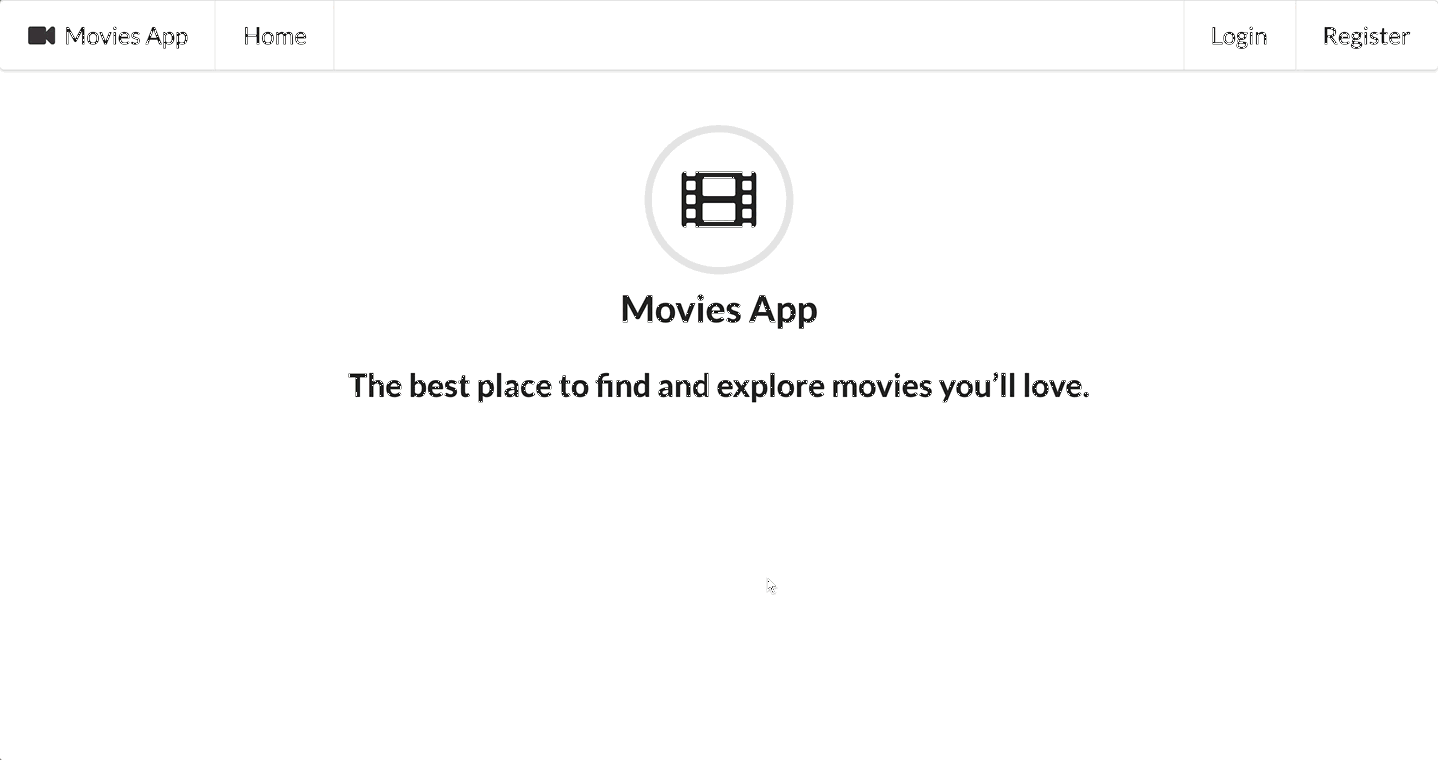 Movies App Home Login Register
Movies App
The best place to find and explore movies you’ll love.